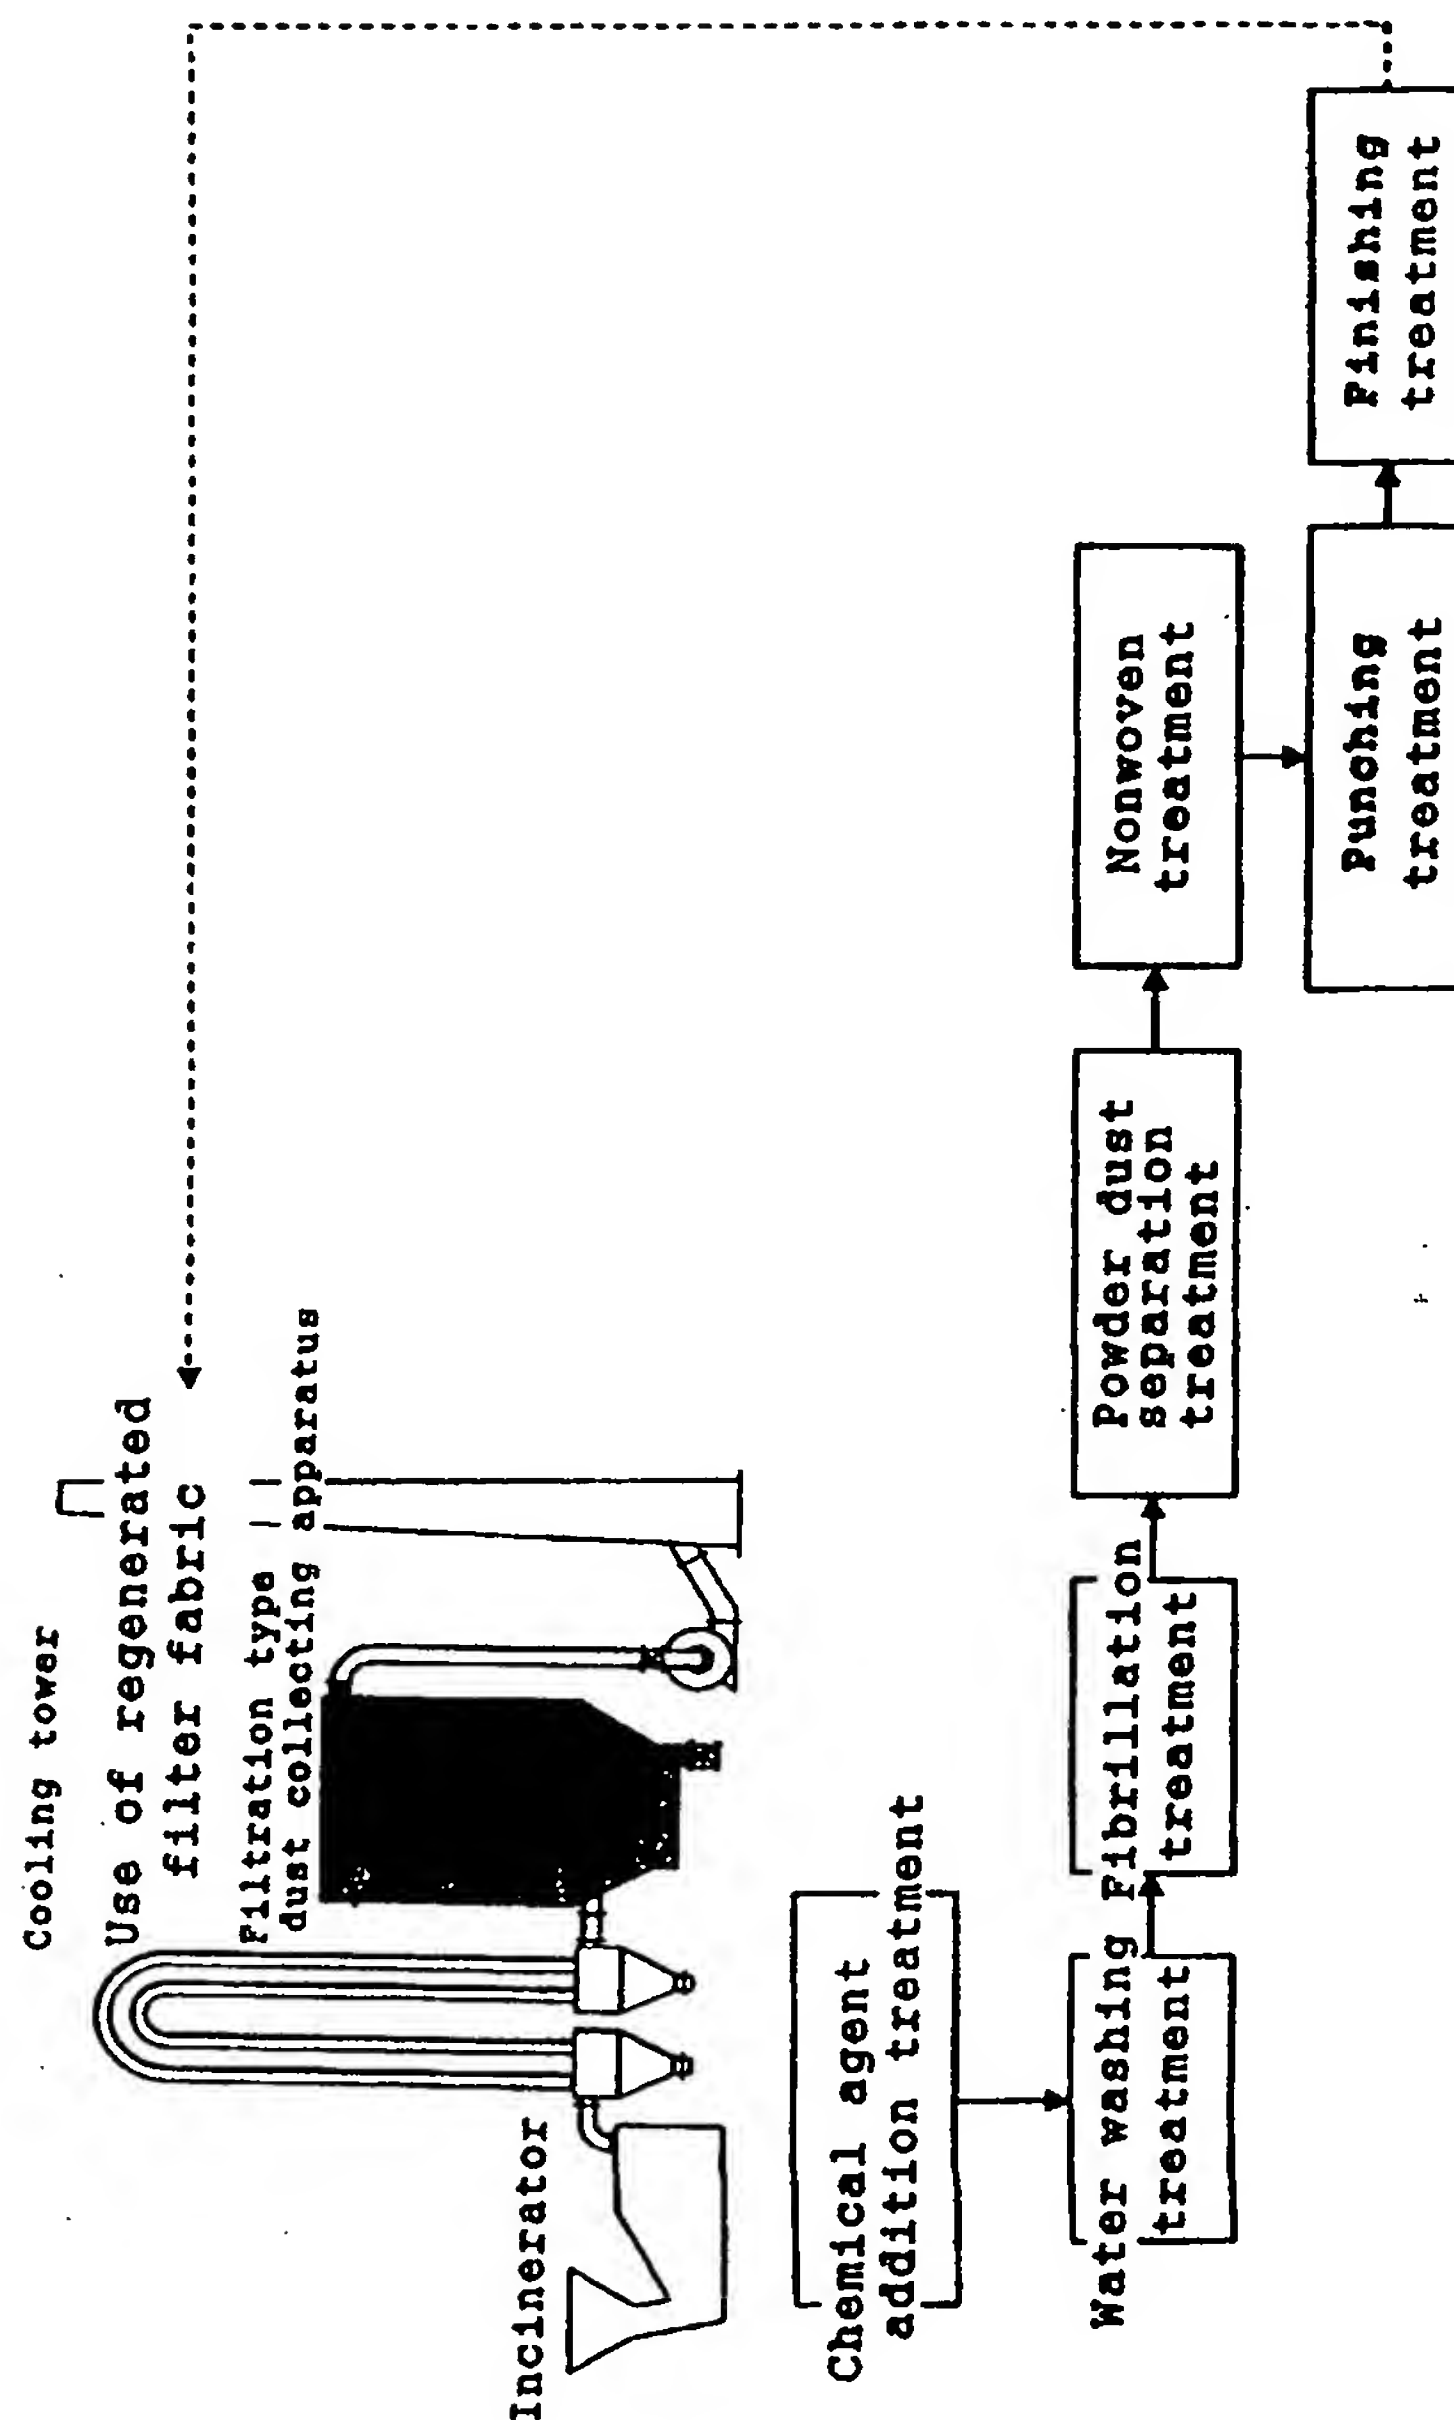 Cooling tower
Use of regenerated
filter fabric
Filtration type
dust collecting apparatus
Incinerator
Chemical agent
addition treatment
Water washing
treatment
Fibrillation
treatment
Powder dust
separation
treatment
Nonwoven
treatment
Punching
treatment
Finishing
treatment